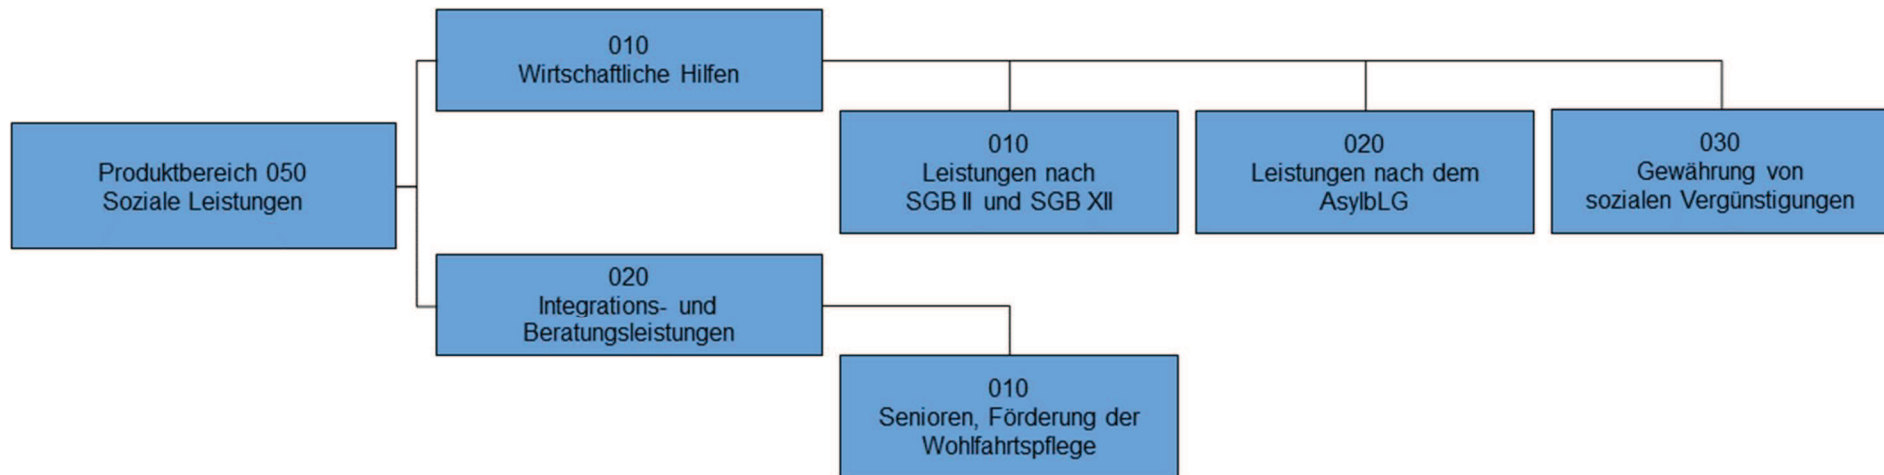 Produktbereich 050
Soziale Leistungen
010
Wirtschaftliche Hilfen
010
Leistungen nach
SGB II und SGB XII
020
Leistungen nach dem
AsylbLG
030
Gewährung von
sozialen Vergünstigungen
020
Integrations- und
Beratungsleistungen
010
Senioren, Förderung der
Wohlfahrtspflege